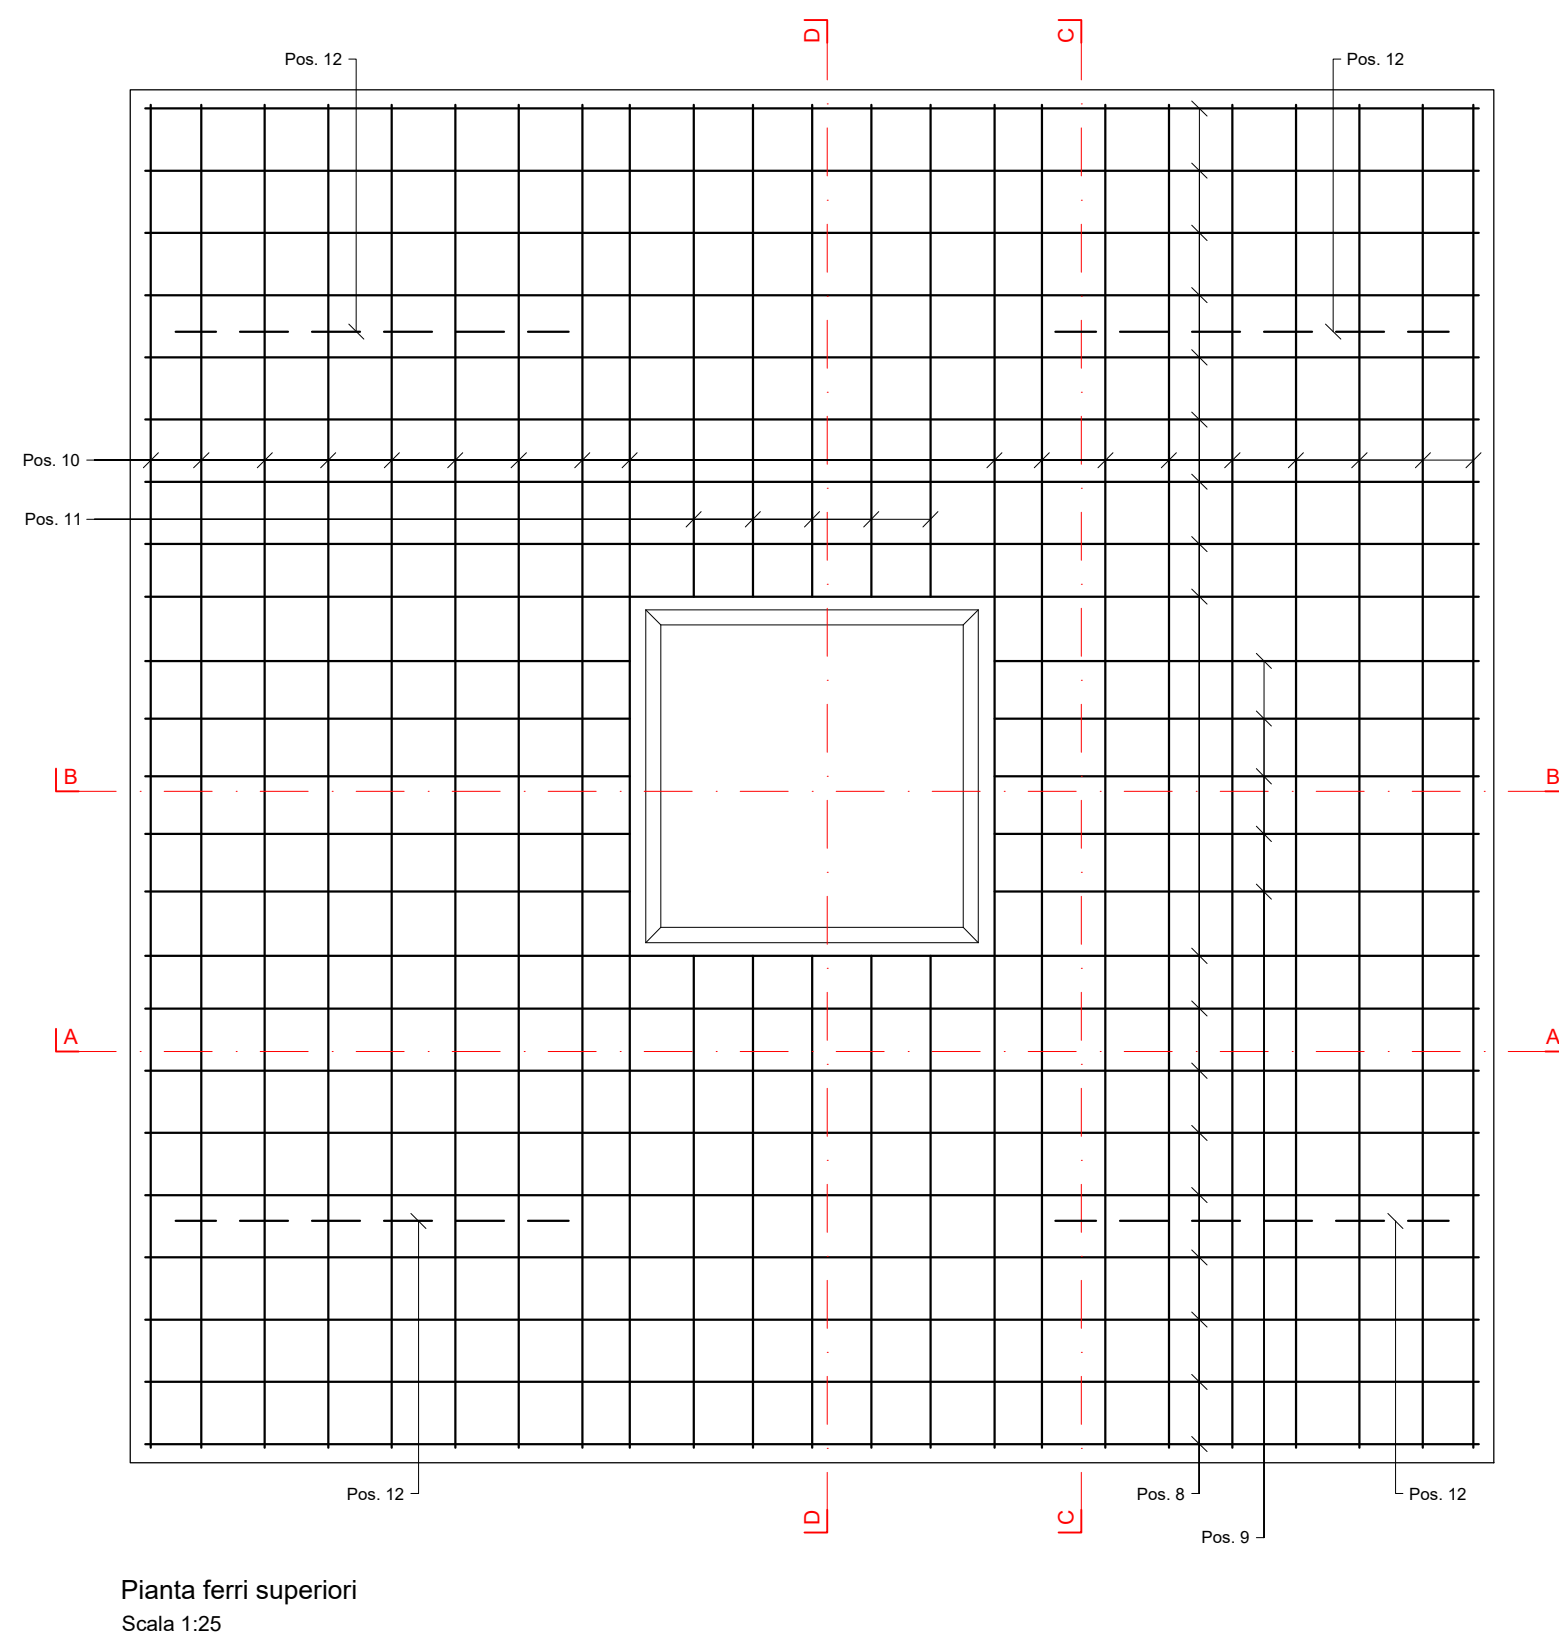 D
C
Pos. 12
Pos. 12
Pos. 10
Pos. 11
B
B
A
A
Pos. 12
Pos. 8
Pos. 12
D
C
Pos. 9
Pianta ferri superiori
Scala 1:25